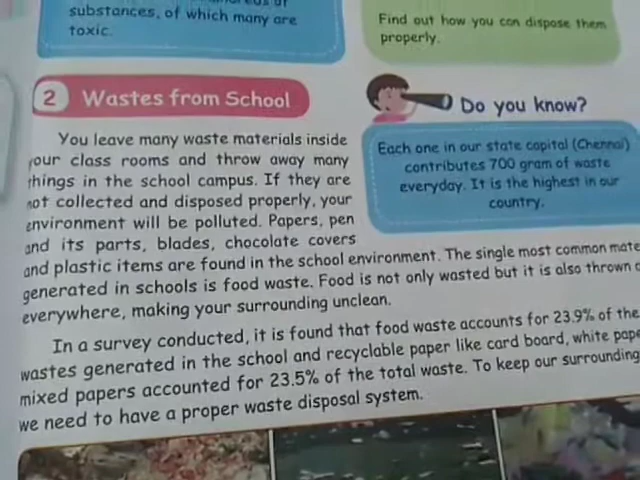 substances, of which many are
toxic.
Find out how you can dispose them
properly.
2 Wastes from School
Do you know?
Each one in our state capital (Chennai)
contributes 700 gram of waste
everyday. It is the highest in our
country.
You leave many waste materials inside
your class rooms and throw away many
things in the school campus. If they are
not collected and disposed properly, your
environment will be polluted. Papers, pen
and its parts, blades, chocolate covers
and plastic items are found in the school environment. The single most common
generated in schools is food waste. Food is not only wasted but it is also thrown
everywhere, making your surrounding unclean.
In a survey conducted, it is found that food waste accounts for 23.9% of the
wastes generated in the school and recyclable paper like card board, white
mixed papers accounted for 23.5% of the total waste. To keep our surrounding
we need to have a proper waste disposal system.